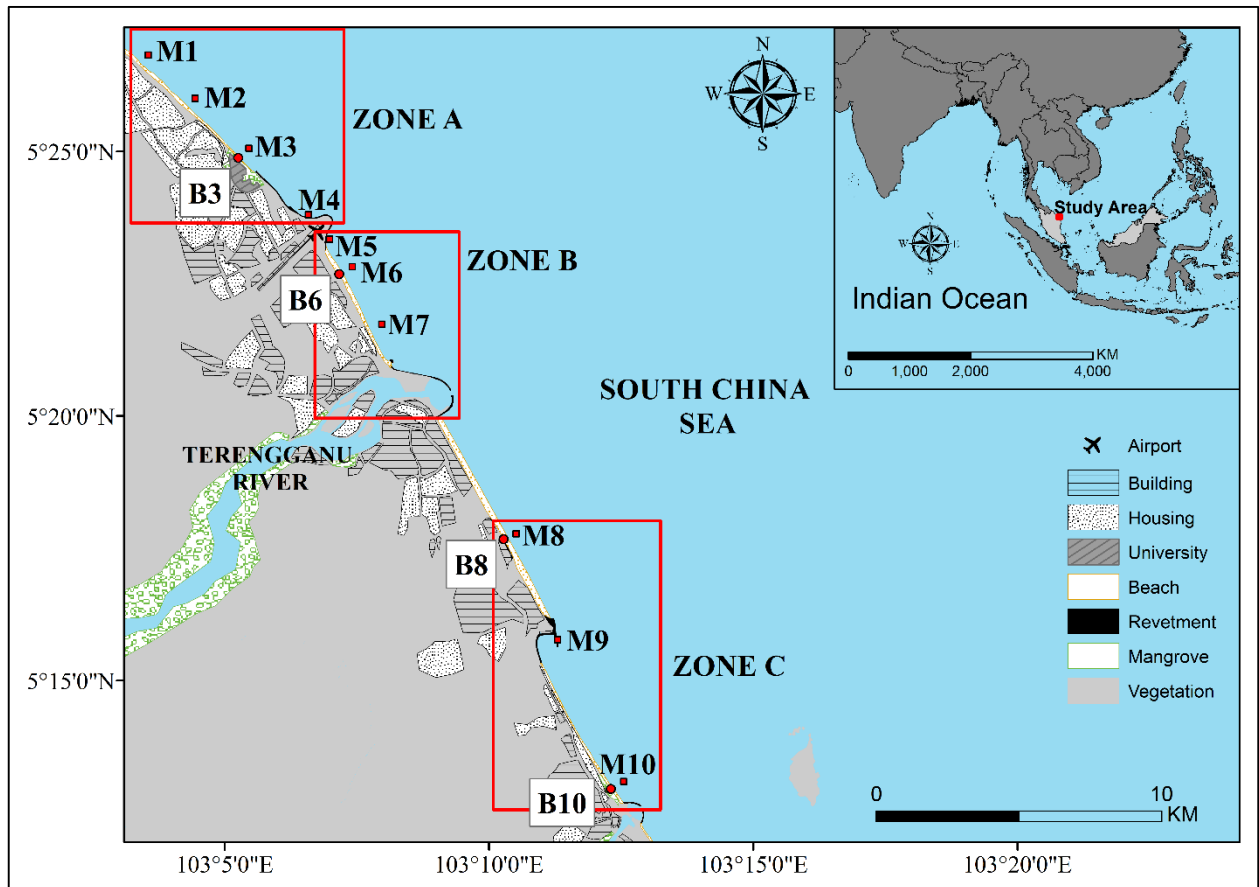 M1
M2
M3
M4
M5
M6
M7
M8
M9
M10
B3
B6
B8
B10
ZONE A
ZONE B
ZONE C
SOUTH CHINA
SEA
TERENGGANU
RIVER
N
W
E
S
Study Area
N
W
E
S
Indian Ocean
KM
0
1,000
2,000
4,000
Airport
Building
Housing
University
Beach
Revetment
Mangrove
Vegetation
0
10
KM
5°25'0"N
5°20'0"N
5°15'0"N
103°5'0"E
103°10'0"E
103°15'0"E
103°20'0"E